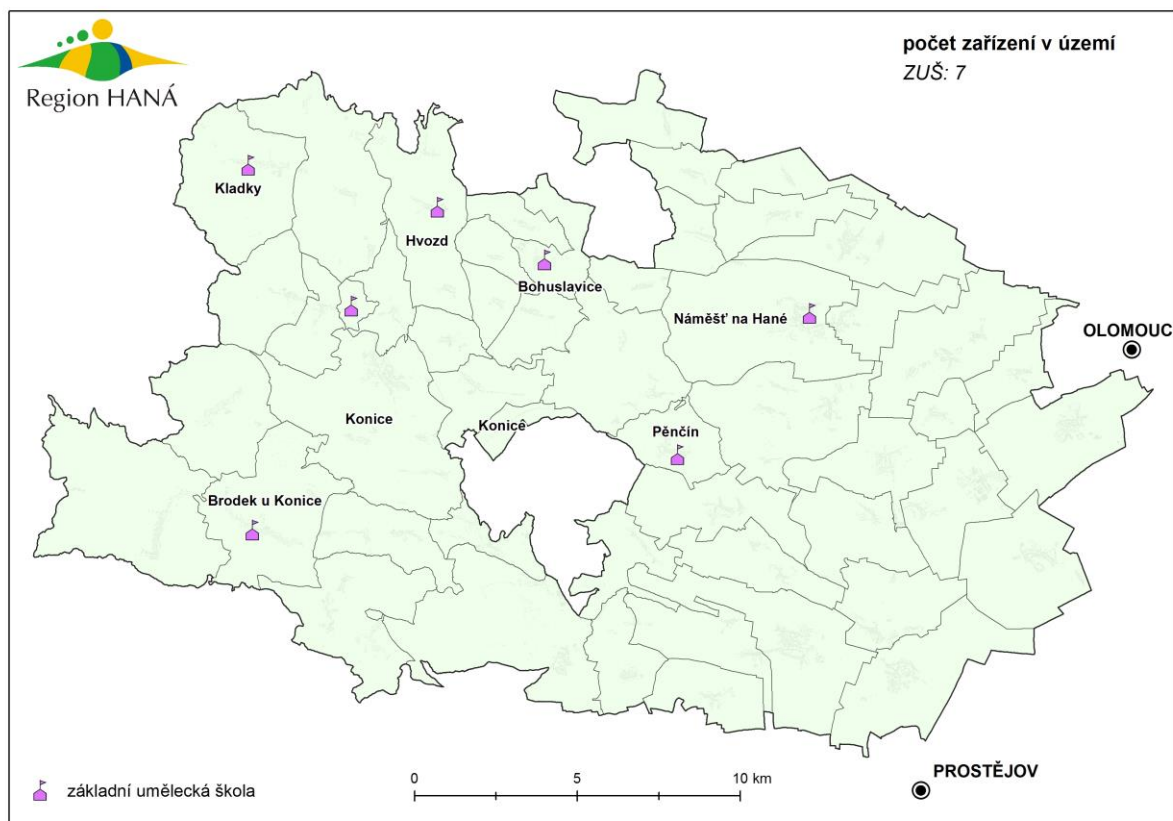 Region HANÁ
počet zařízení v území
ZUŠ: 7
Kladky
Hvozd
Bohuslavice
Náměšť na Hané
OLOMOUC
Konice
Konice
Pěnčín
Brodek u Konice
základní umělecká škola
0 5 10 km
PROSTĚJOV